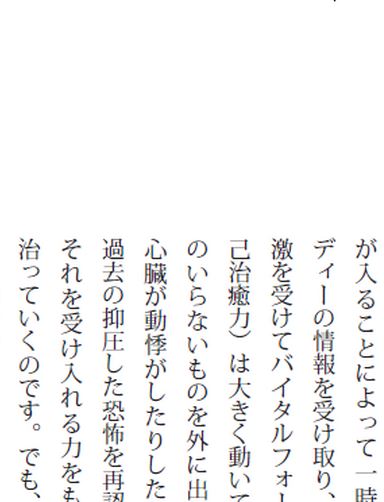 が入ることによって一時
ディーの情報を受け取り、
激を受けてバイタルフォー
己治癒力）は大きく動いて
のいらないものを外に出
心臓が動悸がしたりした
過去の抑圧した恐怖を再認
それを受け入れる力をも
治っていくのです。でも、